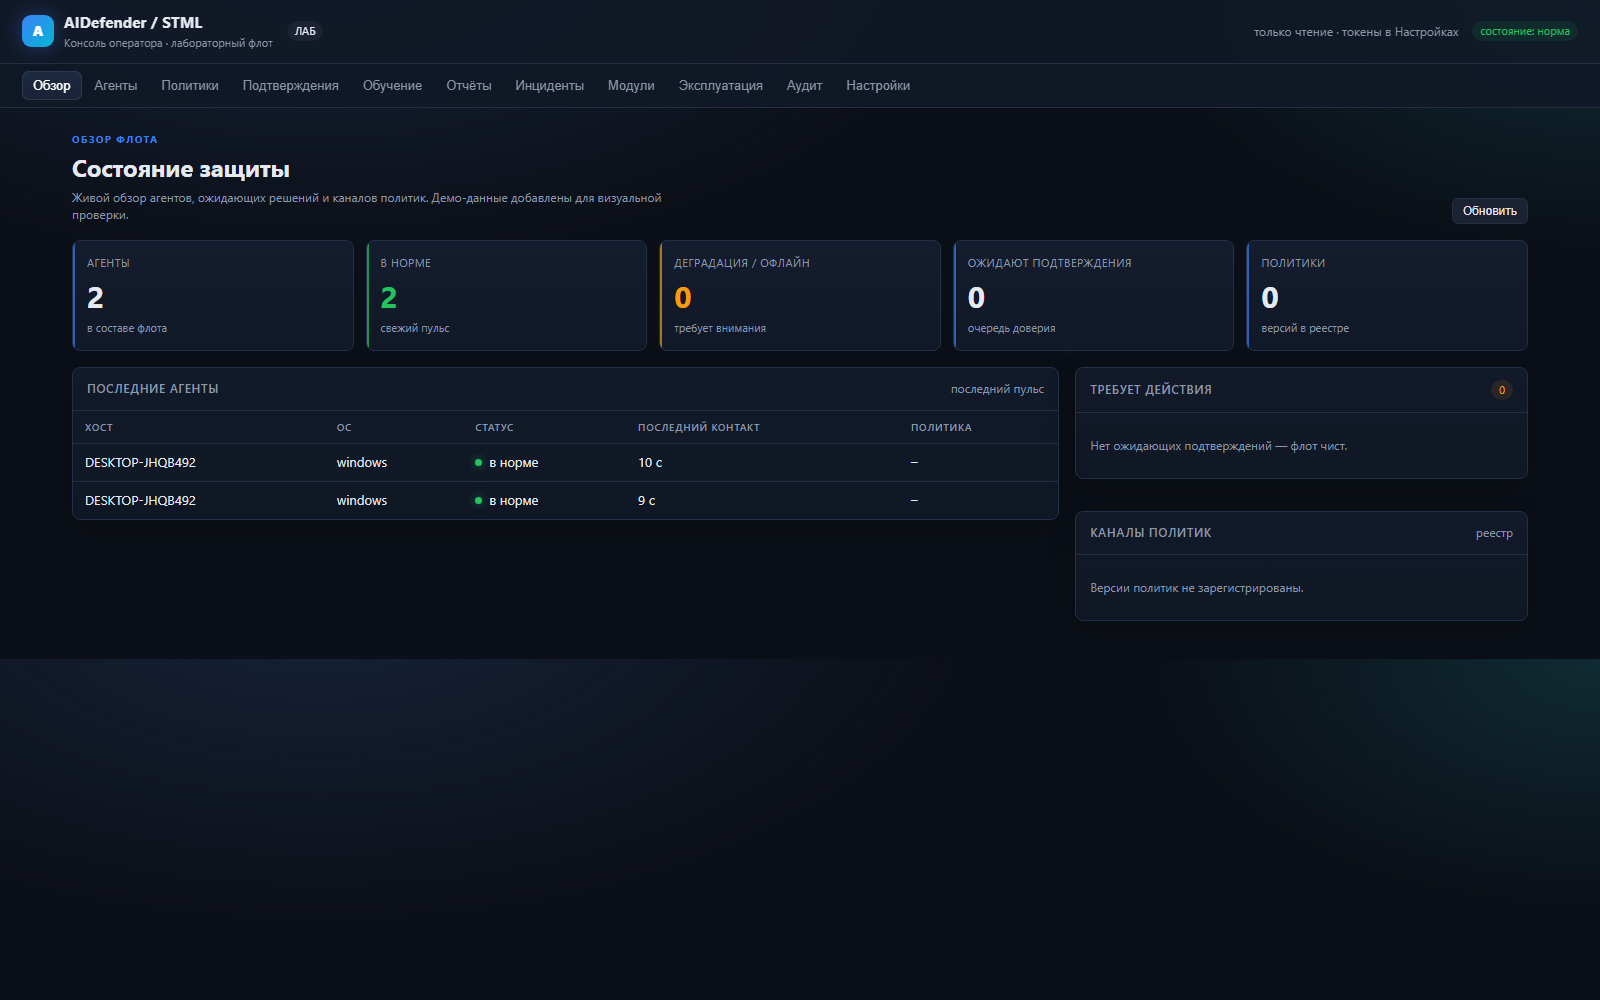 A
AIDefender / STML
Консоль оператора · лабораторный флот
ЛАБ
только чтение · токены в Настройках
состояние: норма
Обзор
Агенты
Политики
Подтверждения
Обучение
Отчёты
Инциденты
Модули
Эксплуатация
Аудит
Настройки
ОБЗОР ФЛОТА
Состояние защиты
Живой обзор агентов, ожидающих решений и каналов политик. Демо-данные добавлены для визуальной
проверки.
Обновить
АГЕНТЫ
2
в составе флота
В НОРМЕ
2
свежий пульс
ДЕГРАДАЦИЯ / ОФЛАЙН
0
требует внимания
ОЖИДАЮТ ПОДТВЕРЖДЕНИЯ
0
очередь доверия
ПОЛИТИКИ
0
версий в реестре
ПОСЛЕДНИЕ АГЕНТЫ
последний пульс
ХОСТ ОС СТАТУС ПОСЛЕДНИЙ КОНТАКТ ПОЛИТИКА
DESKTOP-JHQB492 windows в норме 10 с –
DESKTOP-JHQB492 windows в норме 9 с –
ТРЕБУЕТ ДЕЙСТВИЯ
0
Нет ожидающих подтверждений — флот чист.
КАНАЛЫ ПОЛИТИК
реестр
Версии политик не зарегистрированы.